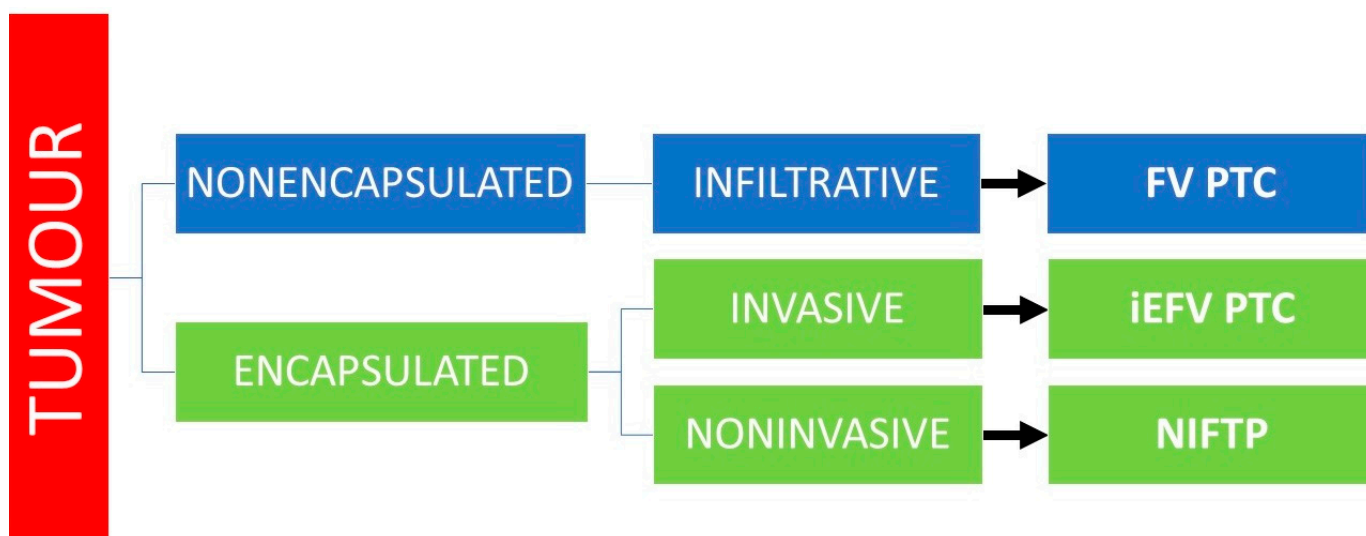 TUMOUR
NONENCAPSULATED
INFILTRATIVE
FV PTC
ENCAPSULATED
INVASIVE
iEFV PTC
NONINVASIVE
NIFTP